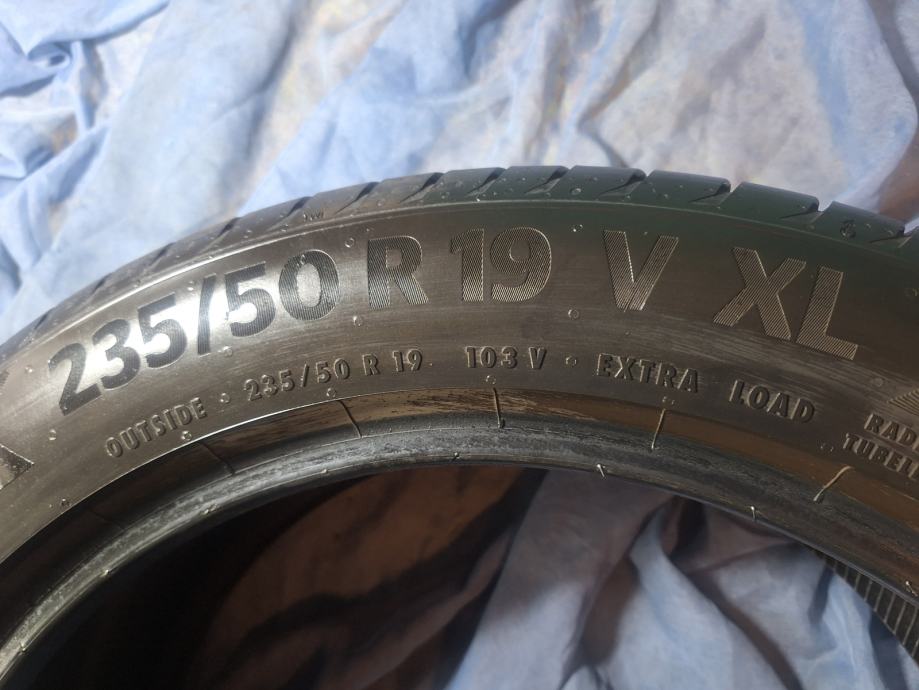 235/50 R 19 V XL
OUTSIDE • 235/50 R 19 103 V • EXTRA LOAD